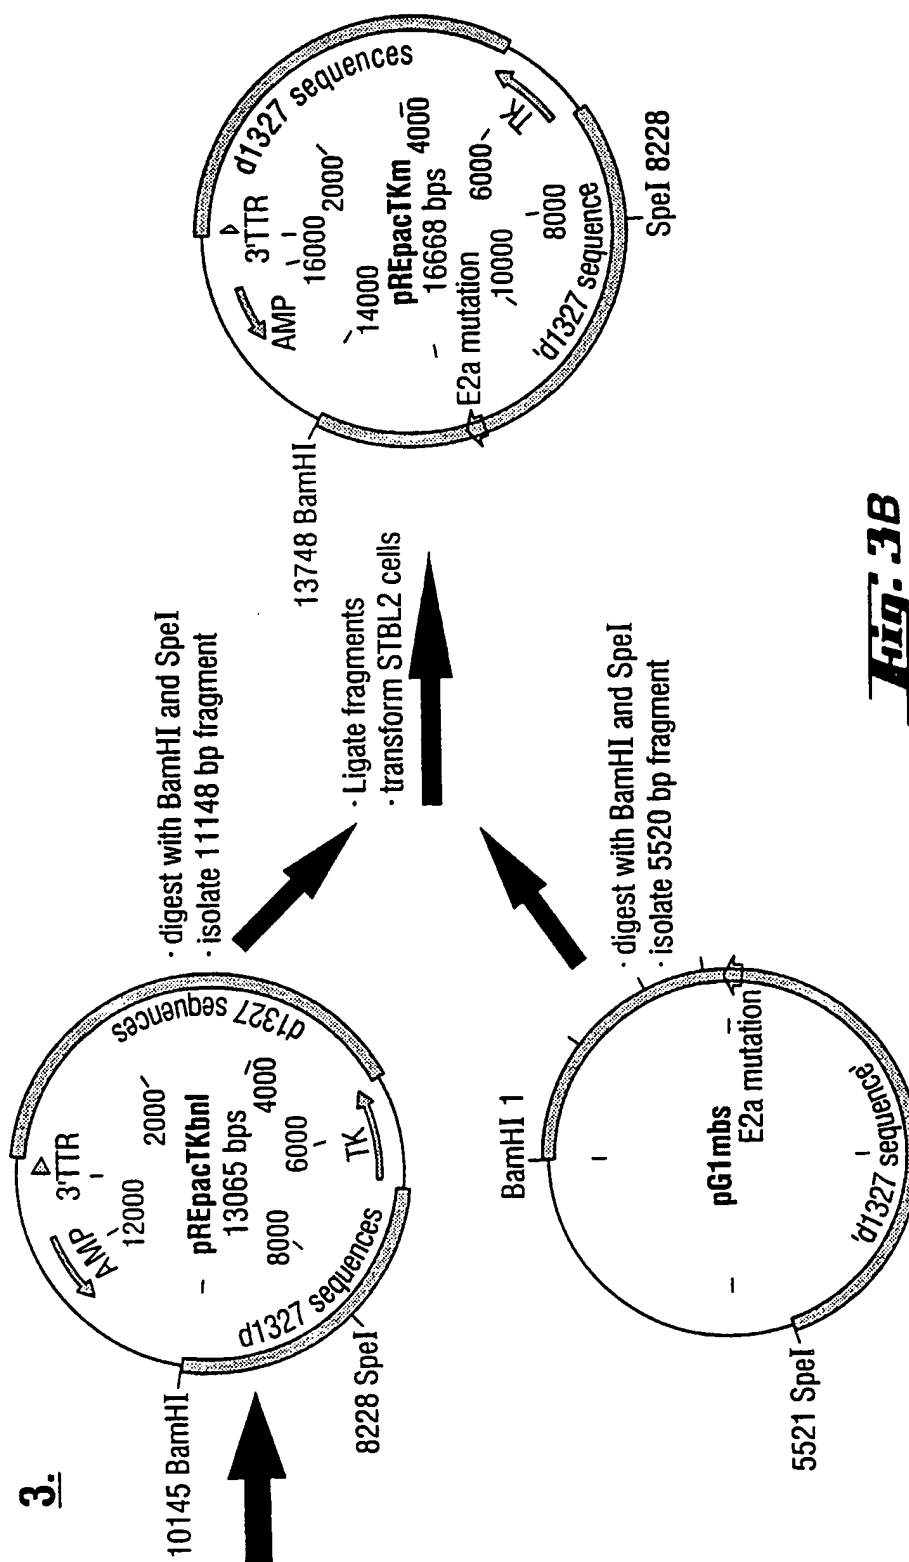 3.
10145 BamHI
8228 SpeI
AMP
3'TTR
12000
2000
4000
6000
8000
pREpacTKbnl
13065 bps
d1327 sequences
TK
d1327 sequences
· digest with BamHI and SpeI
· isolate 11148 bp fragment
BamHI 1
5521 SpeI
pG1mbs
E2a mutation
'd1327 sequence'
· digest with BamHI and SpeI
· isolate 5520 bp fragment
· Ligate fragments
· transform STBL2 cells
13748 BamHI
AMP
3'TTR
16000
2000
14000
4000
pREpacTKm
16668 bps
6000
E2a mutation
10000
8000
d1327 sequences
TK
'd1327 sequence
SpeI 8228
Fig. 3B